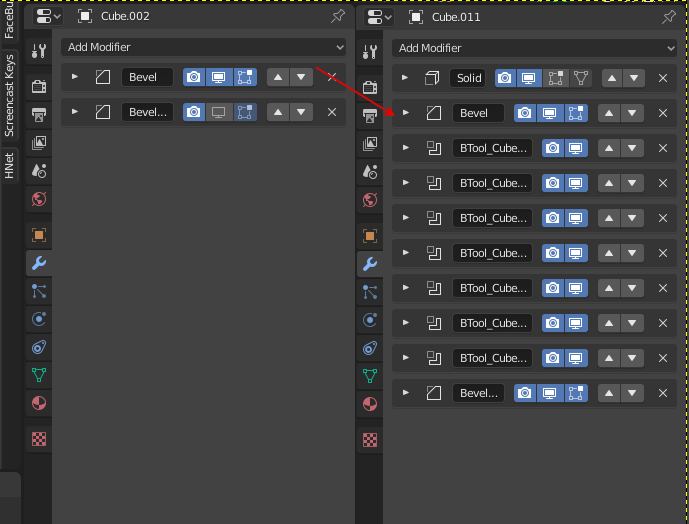 FaceBu
Screencast Keys
HNet
Cube.002
Add Modifier
Bevel
Bevel...
Cube.011
Add Modifier
Solid
Bevel
BTool_Cube...
BTool_Cube...
BTool_Cube...
BTool_Cube...
BTool_Cube...
BTool_Cube...
BTool_Cube...
Bevel...